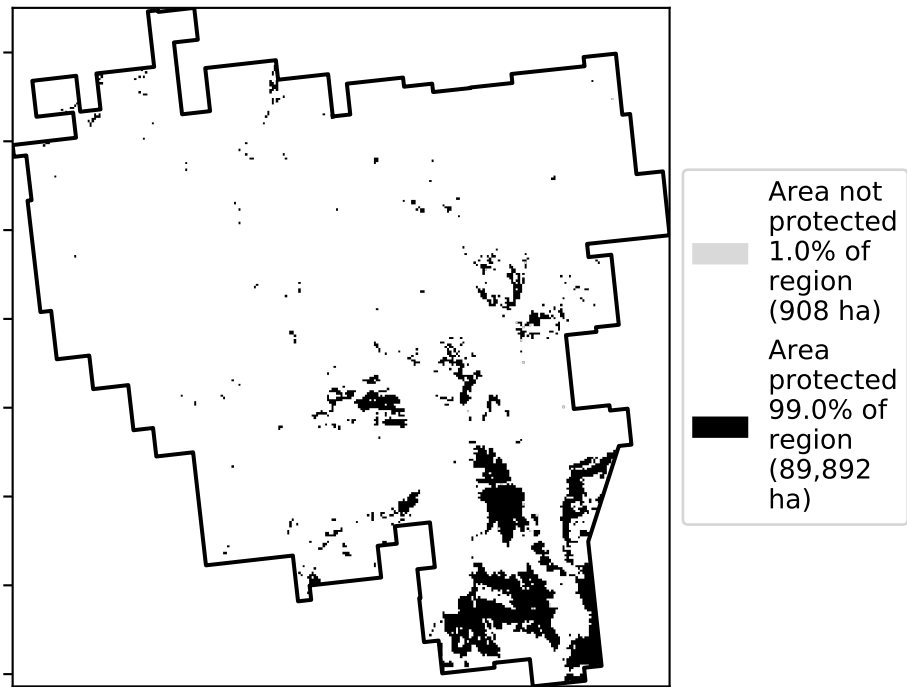 Area not
protected
1.0% of
region
(908 ha)
Area
protected
99.0% of
region
(89,892
ha)